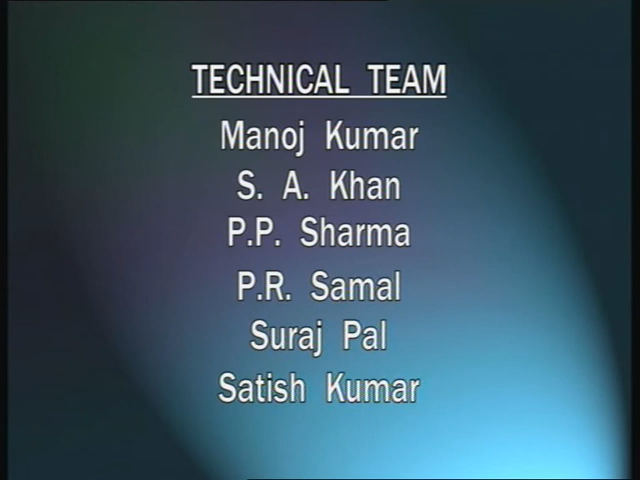 TECHNICAL TEAM
Manoj Kumar
S. A. Khan
P.P. Sharma
P.R. Samal
Suraj Pal
Satish Kumar